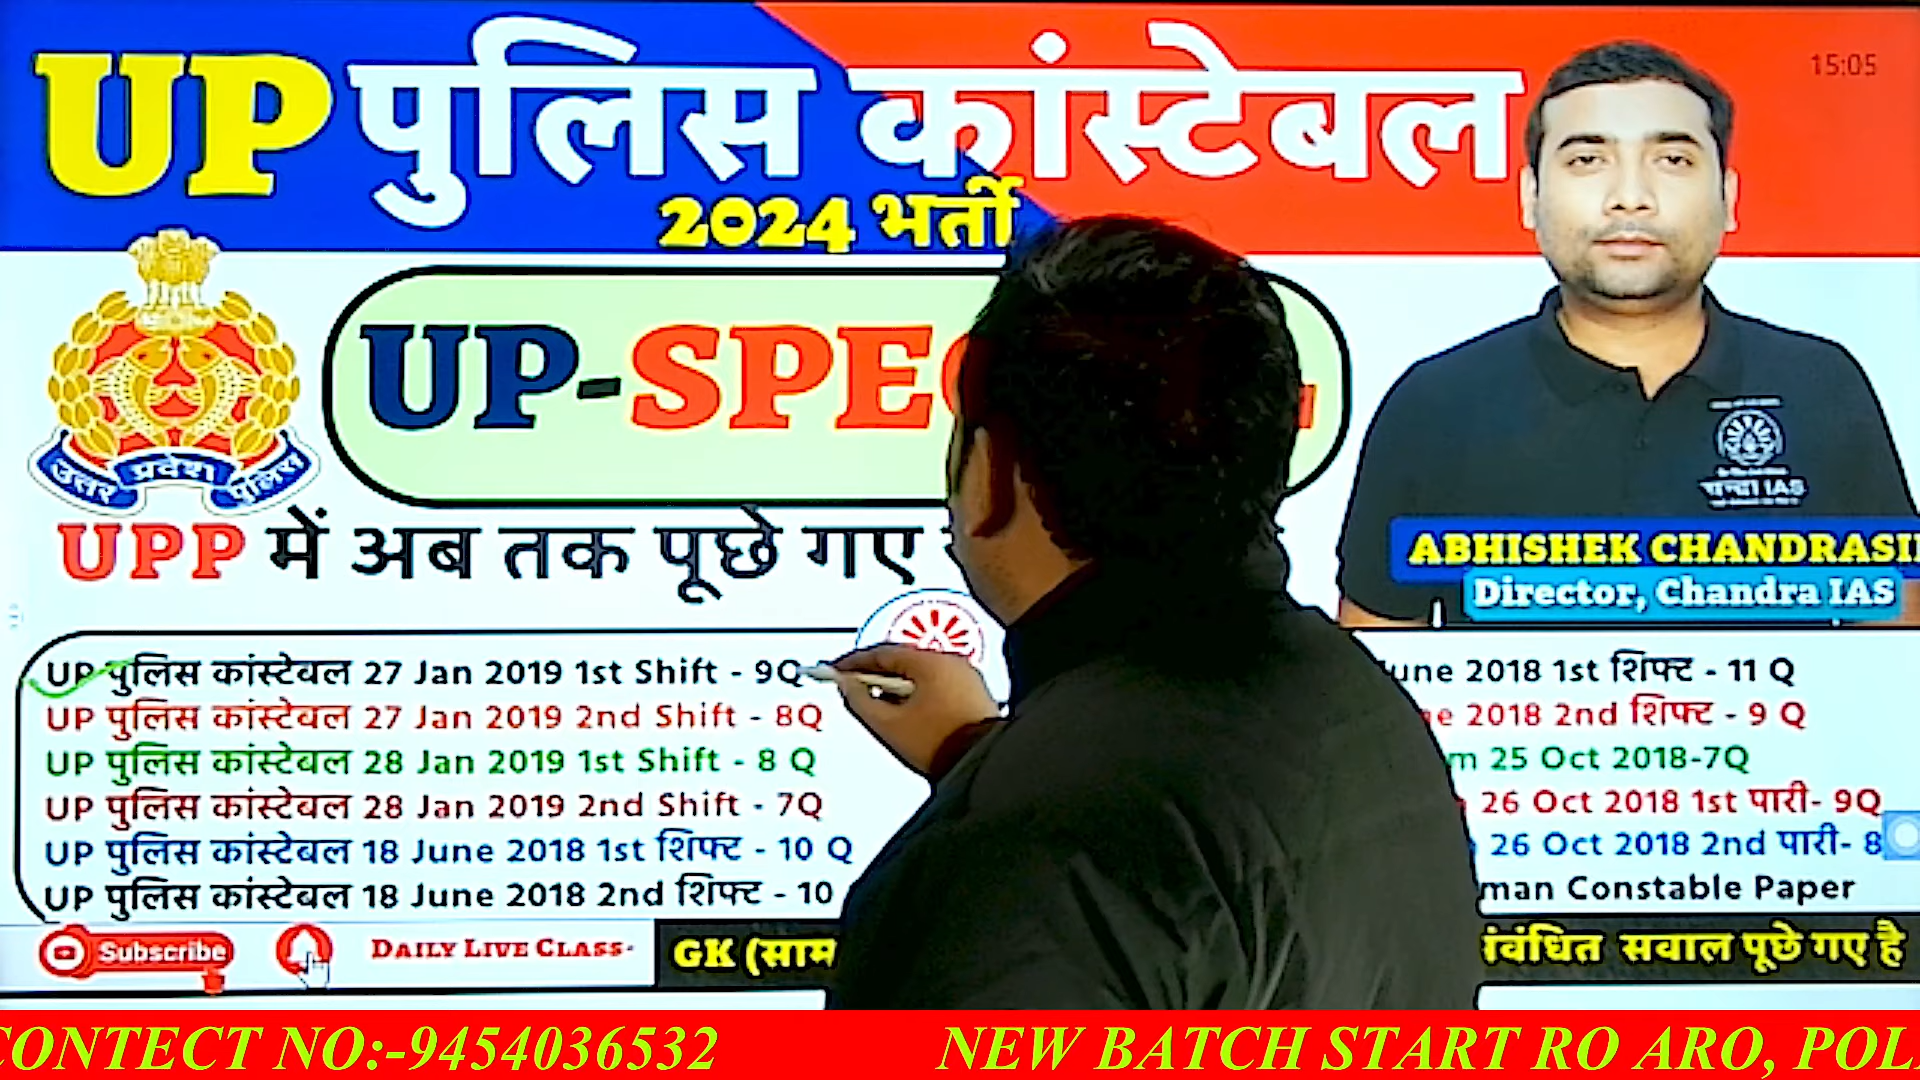 UP पुलिस कांस्टेबल
15:05
2024 भर्ती
UP-SPEC
उत्तर प्रदेश पुलिस
चन्द्रा IAS
UPP में अब तक पूछे गए
ABHISHEK CHANDRASI
Director, Chandra IAS
UP पुलिस कांस्टेबल 27 Jan 2019 1st Shift - 9Q
UP पुलिस कांस्टेबल 27 Jan 2019 2nd Shift - 8Q
UP पुलिस कांस्टेबल 28 Jan 2019 1st Shift - 8 Q
UP पुलिस कांस्टेबल 28 Jan 2019 2nd Shift - 7Q
UP पुलिस कांस्टेबल 18 June 2018 1st शिफ्ट - 10 Q
UP पुलिस कांस्टेबल 18 June 2018 2nd शिफ्ट - 10
une 2018 1st शिफ्ट - 11 Q
ne 2018 2nd शिफ्ट - 9 Q
m 25 Oct 2018-7Q
26 Oct 2018 1st पारी- 9Q
26 Oct 2018 2nd पारी- 8
man Constable Paper
Subscribe
DAILY LIVE CLASS-
GK (साम
संबंधित सवाल पूछे गए है
CONTECT NO:-9454036532
NEW BATCH START RO ARO, POL